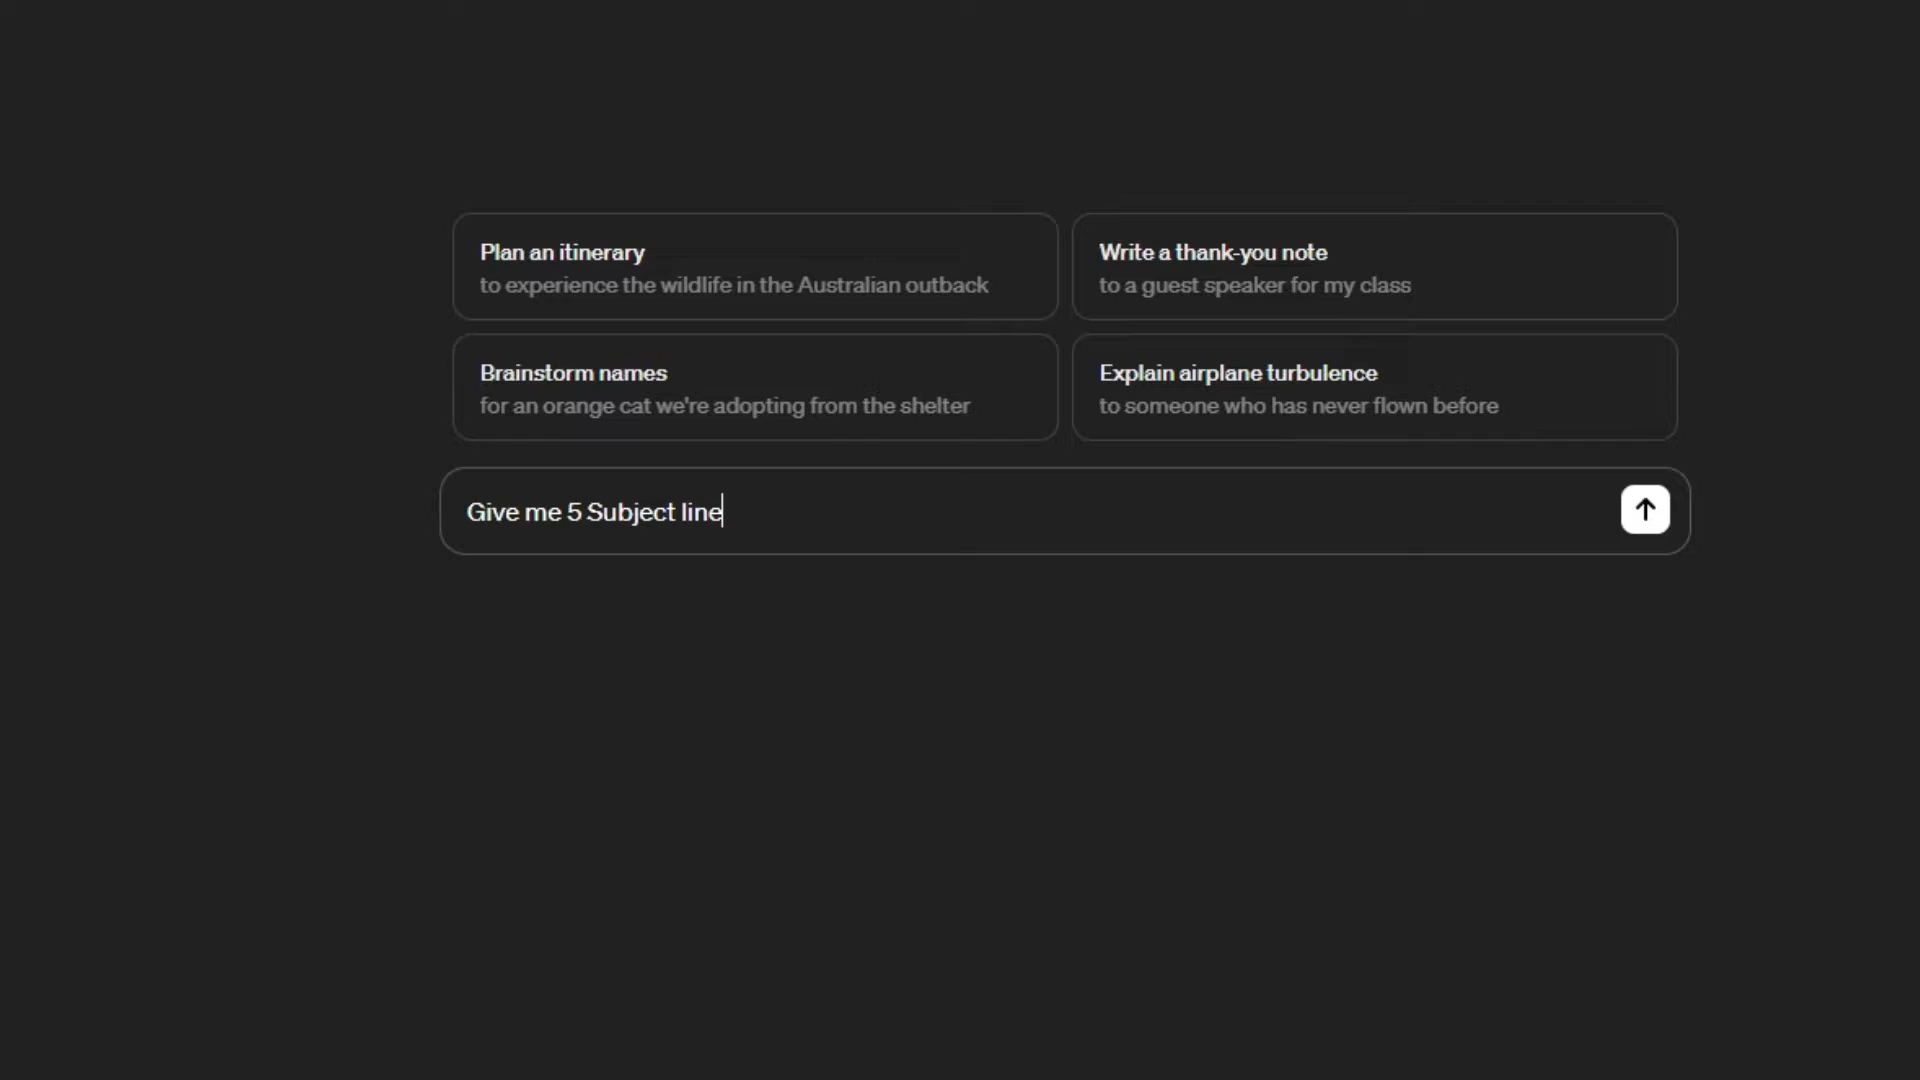 Plan an itinerary
to experience the wildlife in the Australian outback
Write a thank-you note
to a guest speaker for my class
Brainstorm names
for an orange cat we're adopting from the shelter
Explain airplane turbulence
to someone who has never flown before
Give me 5 Subject line